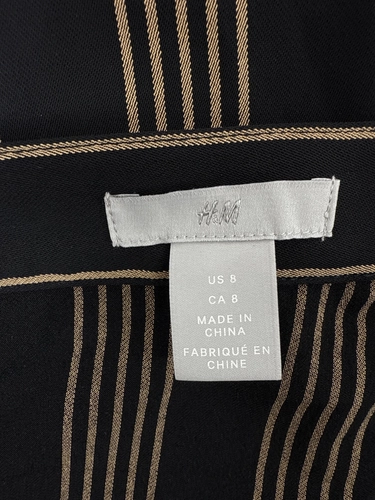 H&M
US 8
CA 8
MADE IN
CHINA
FABRIQUÉ EN
CHINE